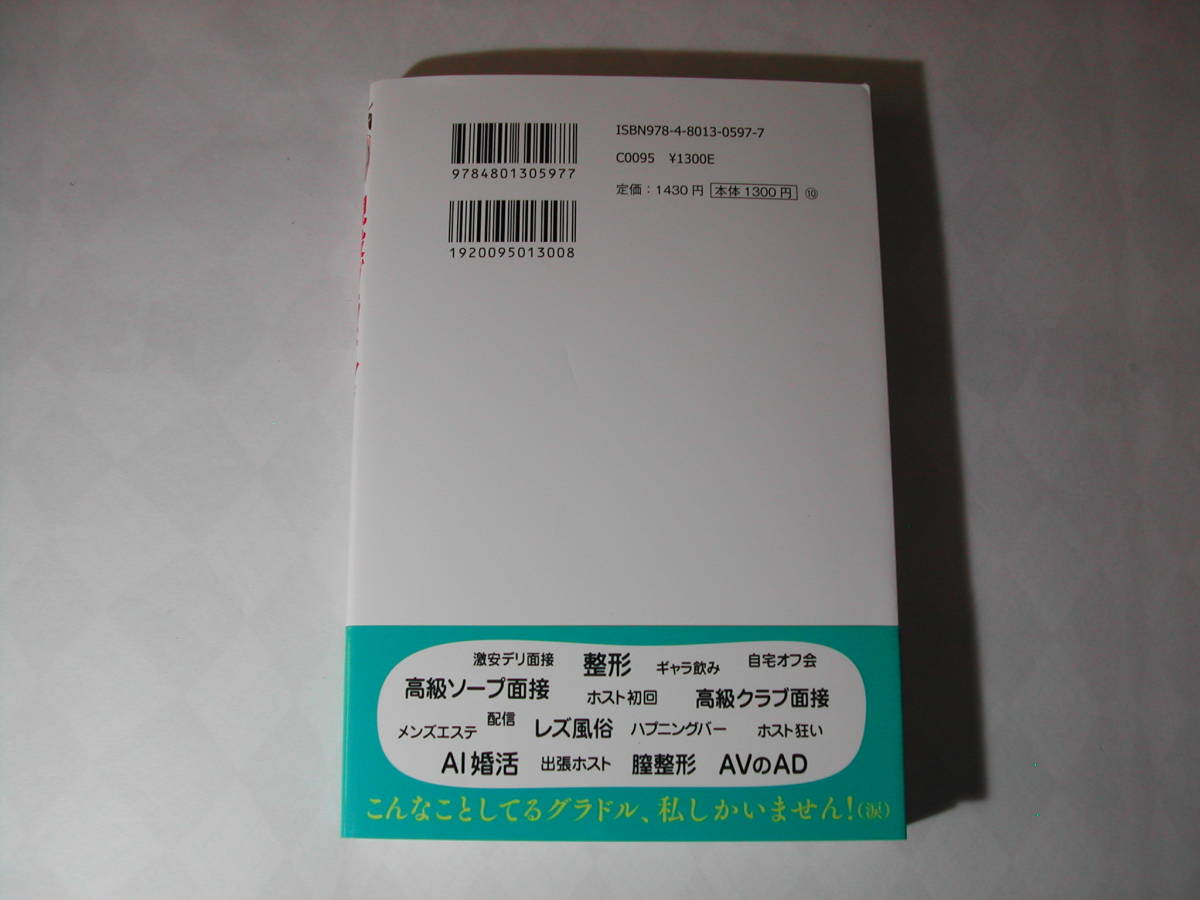 ISBN978-4-8013-0597-7
9784801305977
C0095 ¥1300E
定価:1430円 本体1300円 ⑩
1920095013008
激安デリ面接 整形 ギャラ飲み 自宅オフ会
高級ソープ面接 ホスト初回 高級クラブ面接
メンズエステ 配信 レズ風俗 ハプニングバー ホスト狂い
AI婚活 出張ホスト 膣整形 AVのAD
こんなことしてるグラドル、私しかいません!(涙)